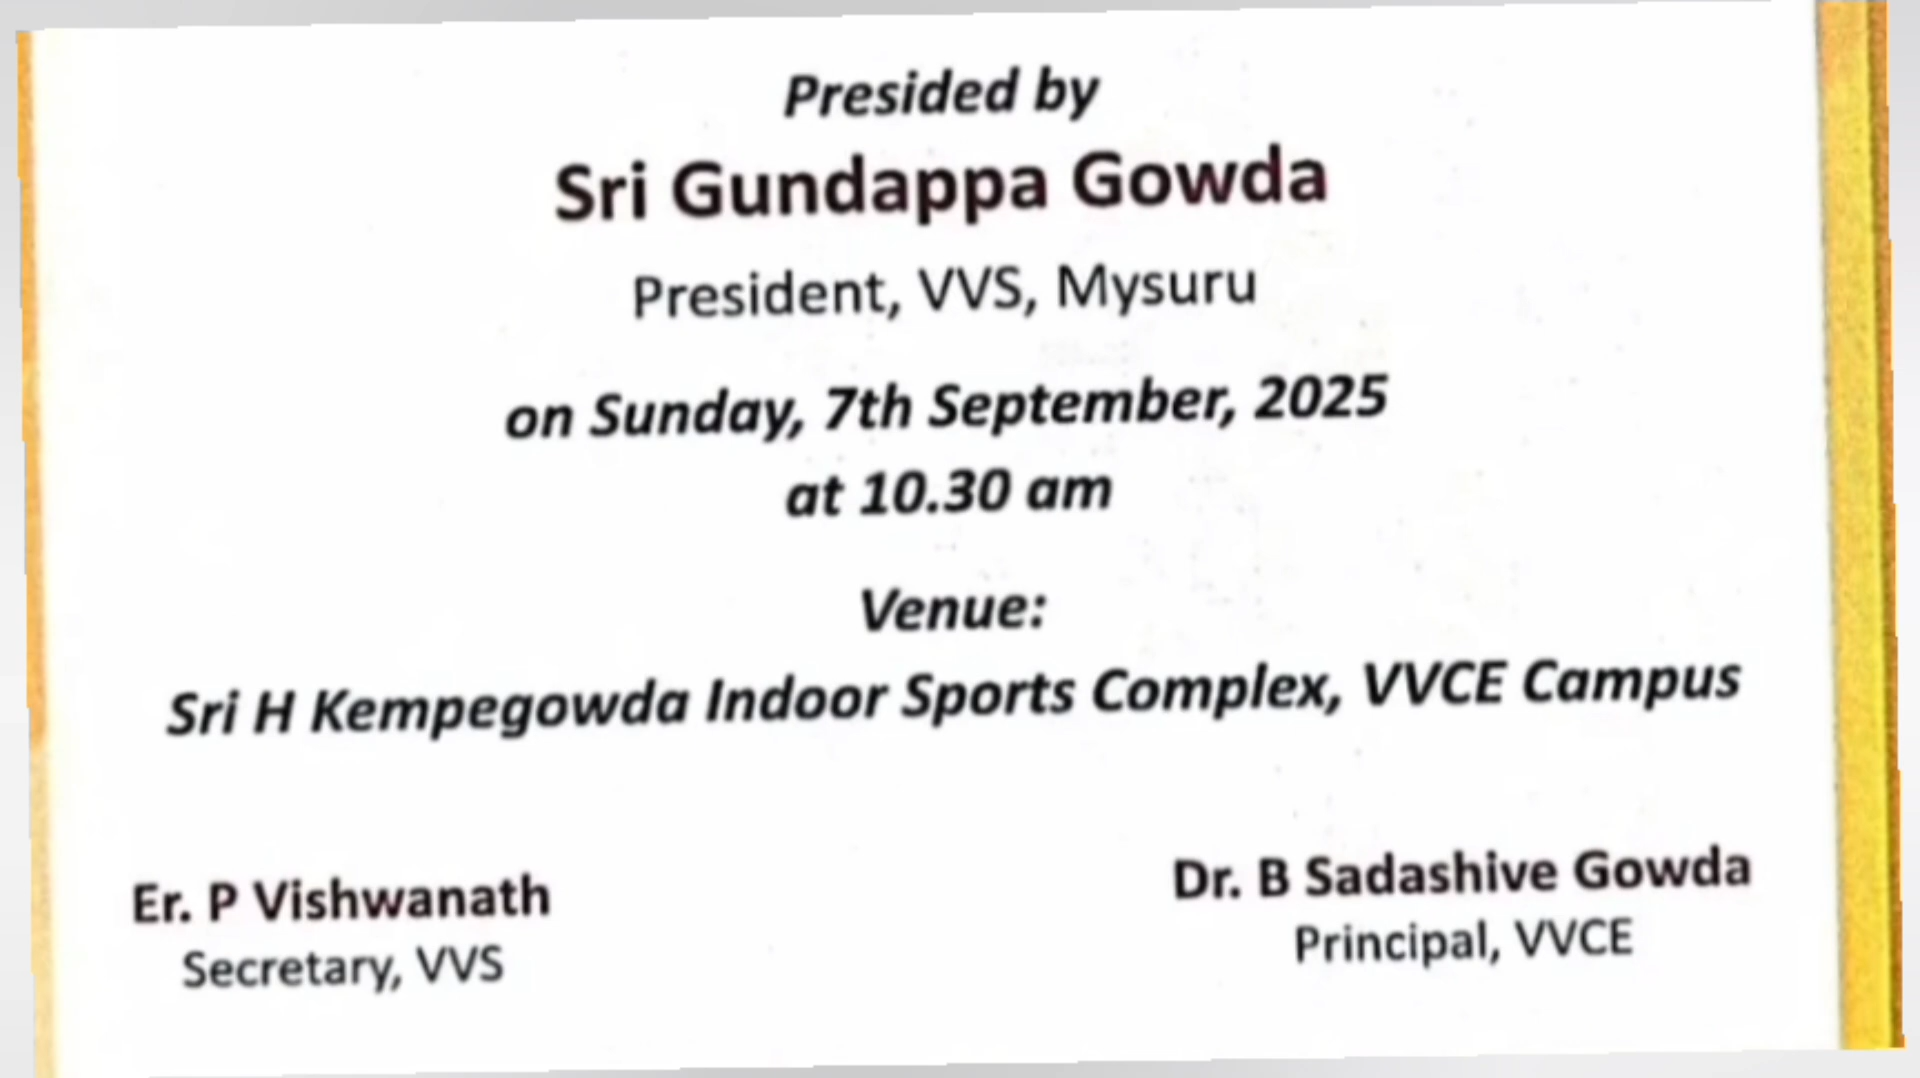 Presided by
Sri Gundappa Gowda
President, VVS, Mysuru
on Sunday, 7th September, 2025
at 10.30 am
Venue:
Sri H Kempegowda Indoor Sports Complex, VVCE Campus
Er. P Vishwanath
Secretary, VVS
Dr. B Sadashive Gowda
Principal, VVCE